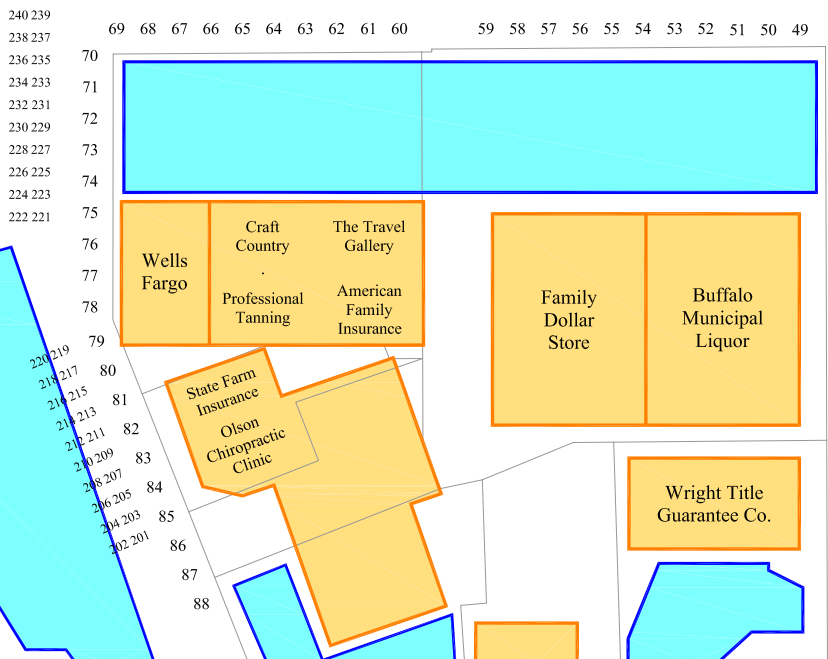 240 239
238 237
236 235
234 233
232 231
230 229
228 227
226 225
224 223
222 221
69 68 67 66 65 64 63 62 61 60
59 58 57 56 55 54 53 52 51 50 49
70
71
72
73
74
75
76
77
78
79
80
81
82
83
84
85
86
87
88
Wells
Fargo
Craft
Country
.
Professional
Tanning
The Travel
Gallery
American
Family
Insurance
Family
Dollar
Store
Buffalo
Municipal
Liquor
220 219
218 217
216 215
214 213
212 211
210 209
208 207
206 205
204 203
202 201
State Farm
Insurance
Olson
Chiropractic
Clinic
Wright Title
Guarantee Co.